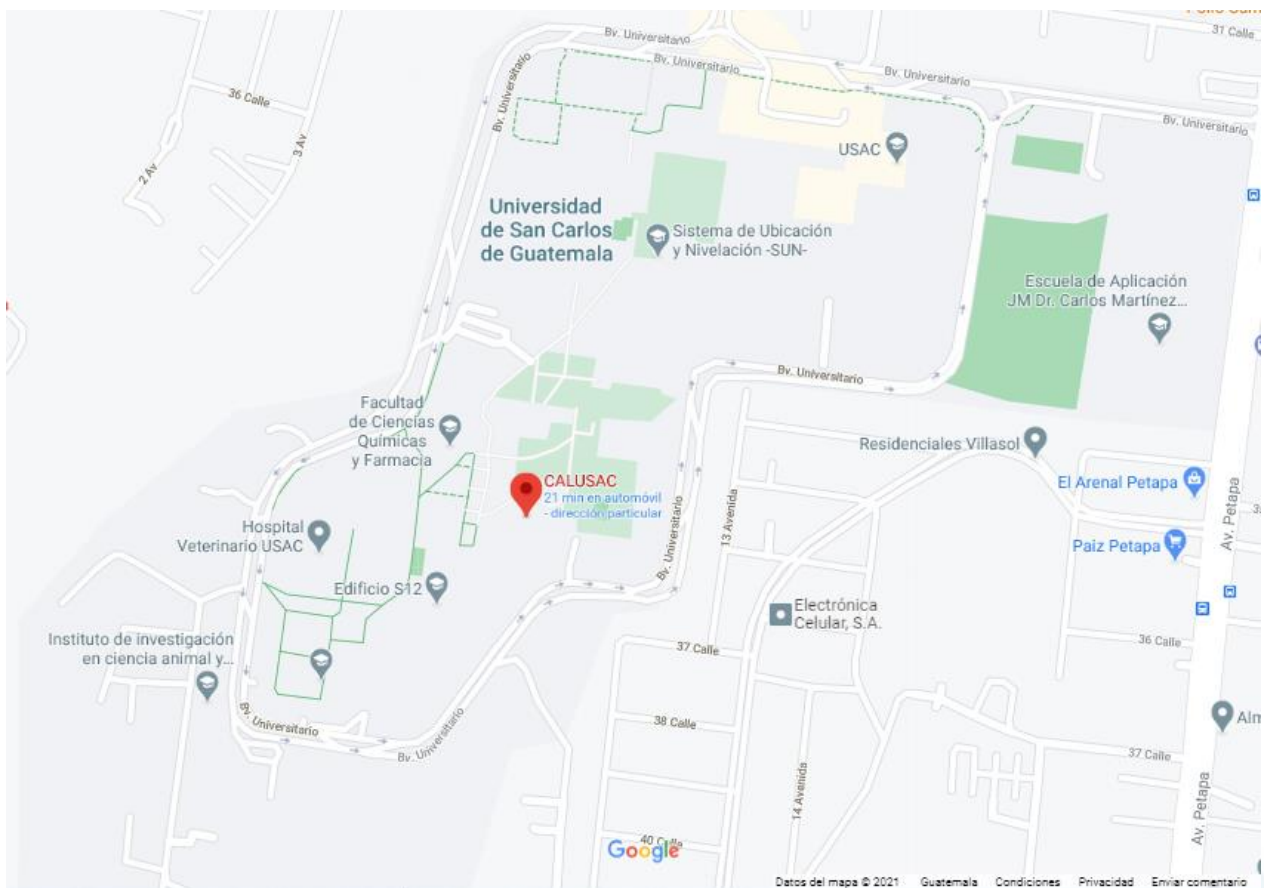 31 Calle
Bv. Universitario
Bv. Universitario
Bv. Universitario
Bv. Universitario
Bv. Universitario
Bv. Universitario
36 Calle
3 Av
2 Av
USAC
Universidad
de San Carlos
de Guatemala
Sistema de Ubicación
y Nivelación -SUN-
Escuela de Aplicación
JM Dr. Carlos Martínez...
Bv. Universitario
Facultad
de Ciencias
Químicas
y Farmacia
Residenciales Villasol
CALUSAC
21 min en automóvil
- dirección particular
El Arenal Petapa
13 Avenida
Av. Petapa
Hospital
Veterinario USAC
Paiz Petapa
Bv. Universitario
Edificio S12
Electrónica
Celular, S.A.
Instituto de investigación
en ciencia animal y...
37 Calle
36 Calle
Bv. Universitario
Bv. Universitario
38 Calle
37 Calle
14 Avenida
Av. Petapa
40 Calle
Google
Datos del mapa © 2021 Guatemala Condiciones Privacidad Enviar comentario